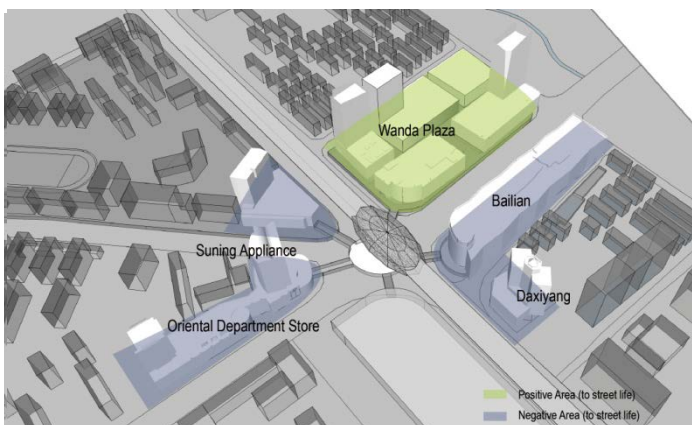 Wanda Plaza
Bailian
Suning Appliance
Daxiyang
Oriental Department Store
Positive Area (to street life)
Negative Area (to street life)